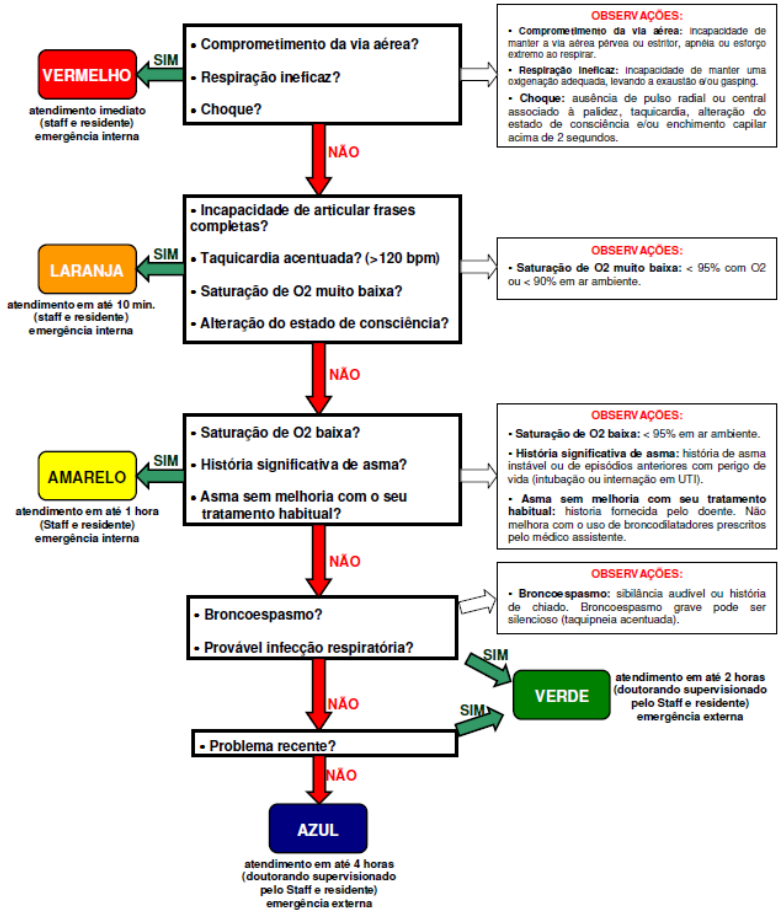 SIM
VERMELHO
atendimento imediato
(staff e residente)
emergência interna
• Comprometimento da via aérea?
• Respiração ineficaz?
• Choque?
OBSERVAÇÕES:
• Comprometimento da via aérea: incapacidade de
manter a via aérea pérvea ou estritor, apnéia ou esforço
extremo ao respirar.
• Respiração Ineficaz: incapacidade de manter uma
oxigenação adequada, levando a exaustão e/ou gasping.
• Choque: ausência de pulso radial ou central
associado à palidez, taquicardia, alteração do
estado de consciência e/ou enchimento capilar
acima de 2 segundos.
NÃO
SIM
LARANJA
atendimento em até 10 min.
(staff e residente)
emergência interna
• Incapacidade de articular frases
completas?
• Taquicardia acentuada? (>120 bpm)
• Saturação de O2 muito baixa?
• Alteração do estado de consciência?
OBSERVAÇÕES:
• Saturação de O2 muito baixa: < 95% com O2
ou < 90% em ar ambiente.
NÃO
SIM
AMARELO
atendimento em até 1 hora
(Staff e residente)
emergência interna
• Saturação de O2 baixa?
• História significativa de asma?
• Asma sem melhoria com o seu
tratamento habitual?
OBSERVAÇÕES:
• Saturação de O2 baixa: < 95% em ar ambiente.
• História significativa de asma: história de asma
instável ou de episódios anteriores com perigo de
vida (intubação ou internação em UTI).
• Asma sem melhoria com seu tratamento
habitual: historia fornecida pelo doente. Não
melhora com o uso de broncodilatadores prescritos
pelo médico assistente.
NÃO
• Broncoespasmo?
• Provável infecção respiratória?
OBSERVAÇÕES:
• Broncoespasmo: sibilância audível ou história
de chiado. Broncoespasmo grave pode ser
silencioso (taquipneia acentuada).
SIM
VERDE
atendimento em até 2 horas
(doutorando supervisionado
pelo Staff e residente)
emergência externa
NÃO
SIM
• Problema recente?
NÃO
AZUL
atendimento em até 4 horas
(doutorando supervisionado
pelo Staff e residente)
emergência externa